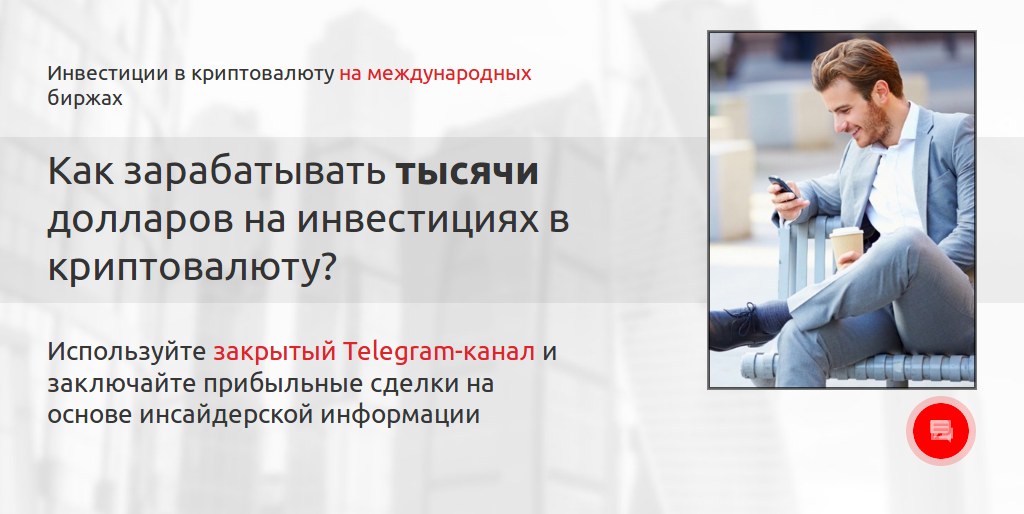 Инвестиции в криптовалюту на международных
биржах
Как зарабатывать тысячи
долларов на инвестициях в
криптовалюту?
Используйте закрытый Telegram-канал и
заключайте прибыльные сделки на
основе инсайдерской информации